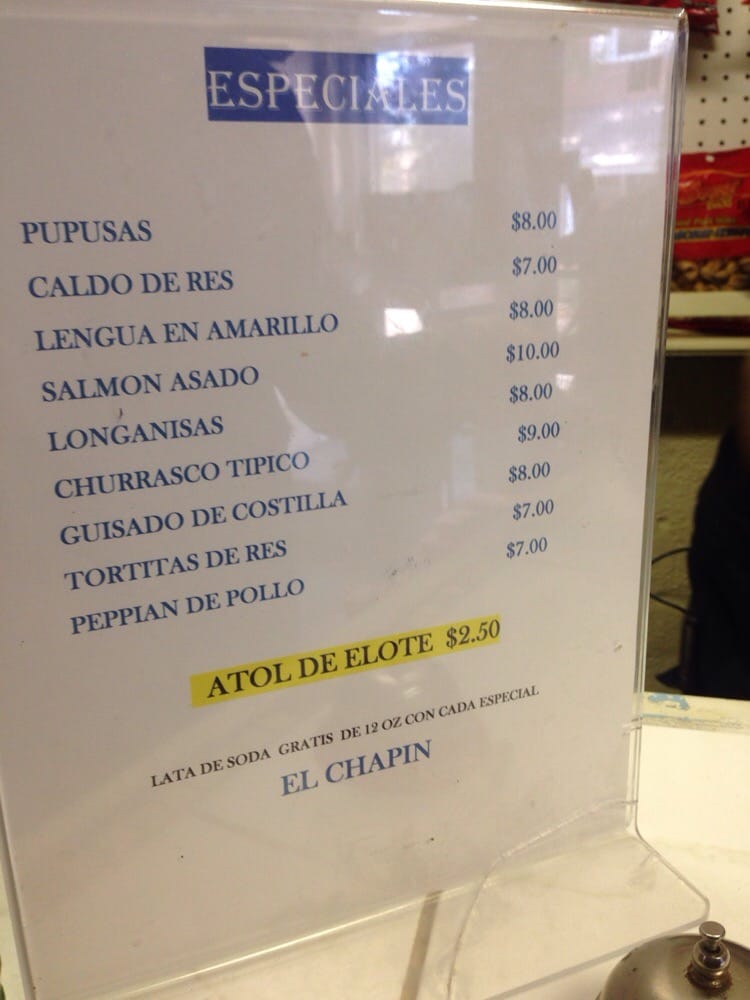 ESPECIALES
PUPUSAS $8.00
CALDO DE RES $7.00
LENGUA EN AMARILLO $8.00
SALMON ASADO $10.00
LONGANISAS $8.00
CHURRASCO TIPICO $9.00
GUISADO DE COSTILLA $8.00
TORTITAS DE RES $7.00
PEPPIAN DE POLLO $7.00
ATOL DE ELOTE $2.50
LATA DE SODA GRATIS DE 12 OZ CON CADA ESPECIAL
EL CHAPIN